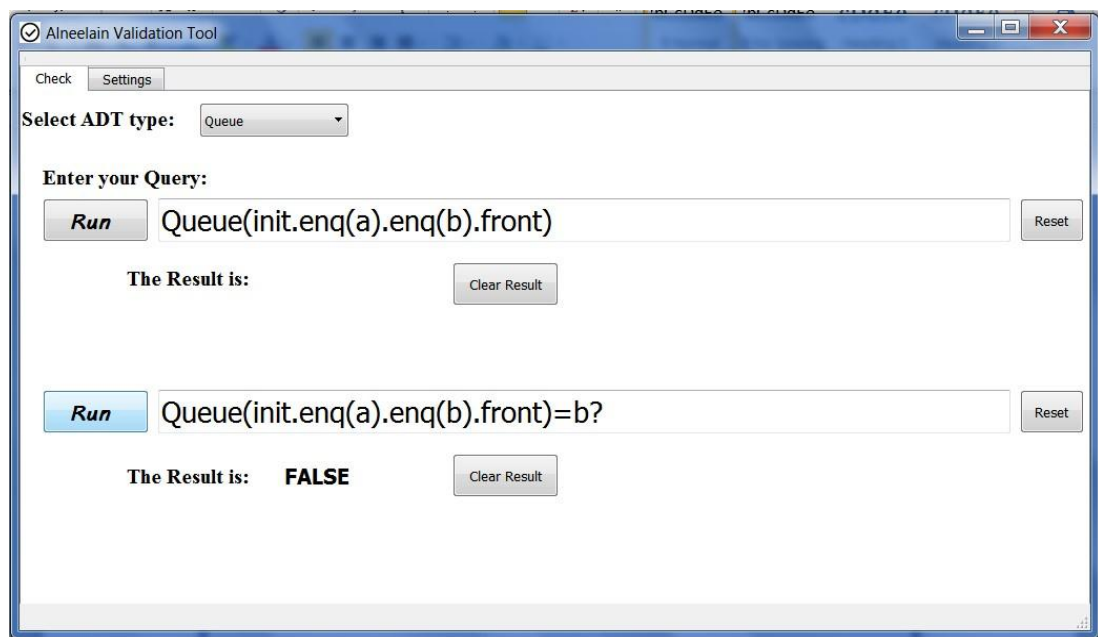 Alneelain Validation Tool
Check Settings
Select ADT type: Queue
Enter your Query:
Run Queue(init.enq(a).enq(b).front) Reset
The Result is: Clear Result
Run Queue(init.enq(a).enq(b).front)=b? Reset
The Result is: FALSE Clear Result